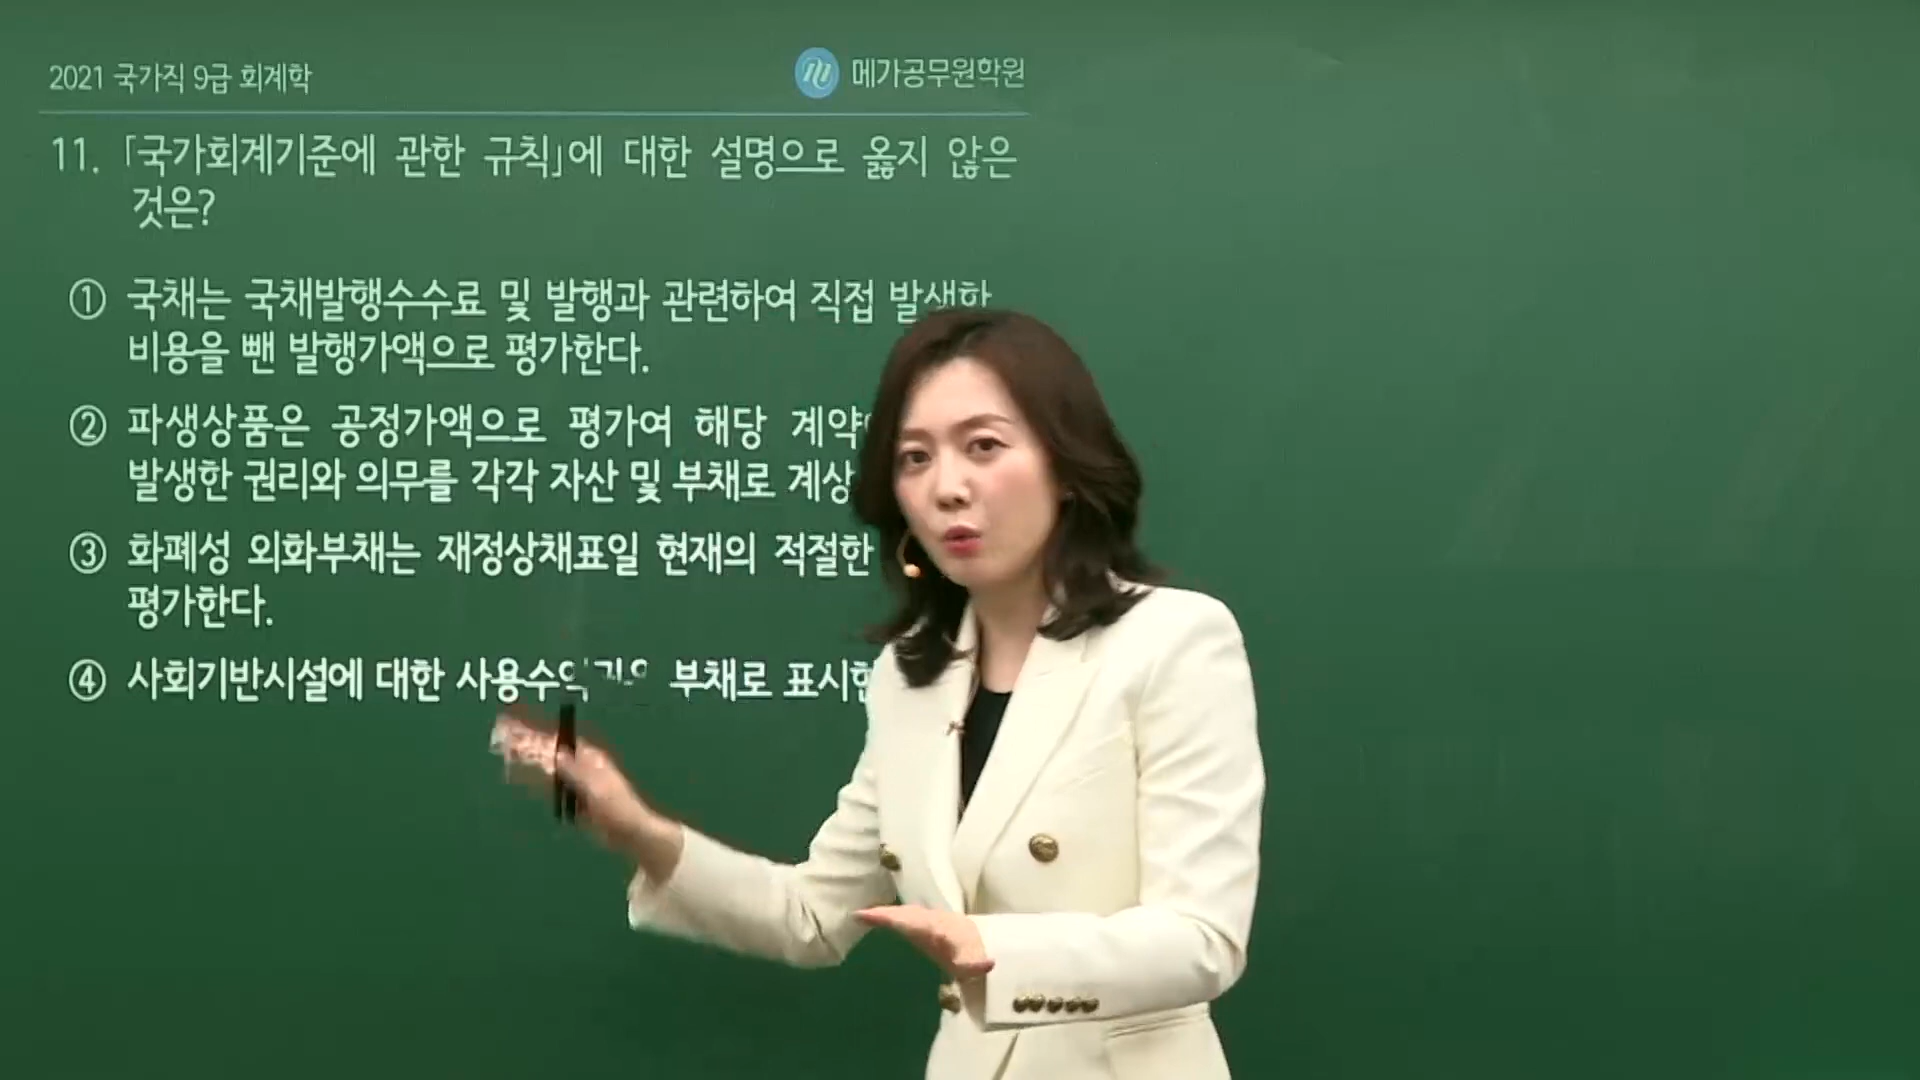 2021 국가직 9급 회계학
메가공무원학원
11. 「국가회계기준에 관한 규칙」에 대한 설명으로 옳지 않은
것은?
① 국채는 국채발행수수료 및 발행과 관련하여 직접 발생한
비용을 뺀 발행가액으로 평가한다.
② 파생상품은 공정가액으로 평가여 해당 계약
발생한 권리와 의무를 각각 자산 및 부채로 계상
③ 화폐성 외화부채는 재정상채표일 현재의 적절한
평가한다.
④ 사회기반시설에 대한 부채로